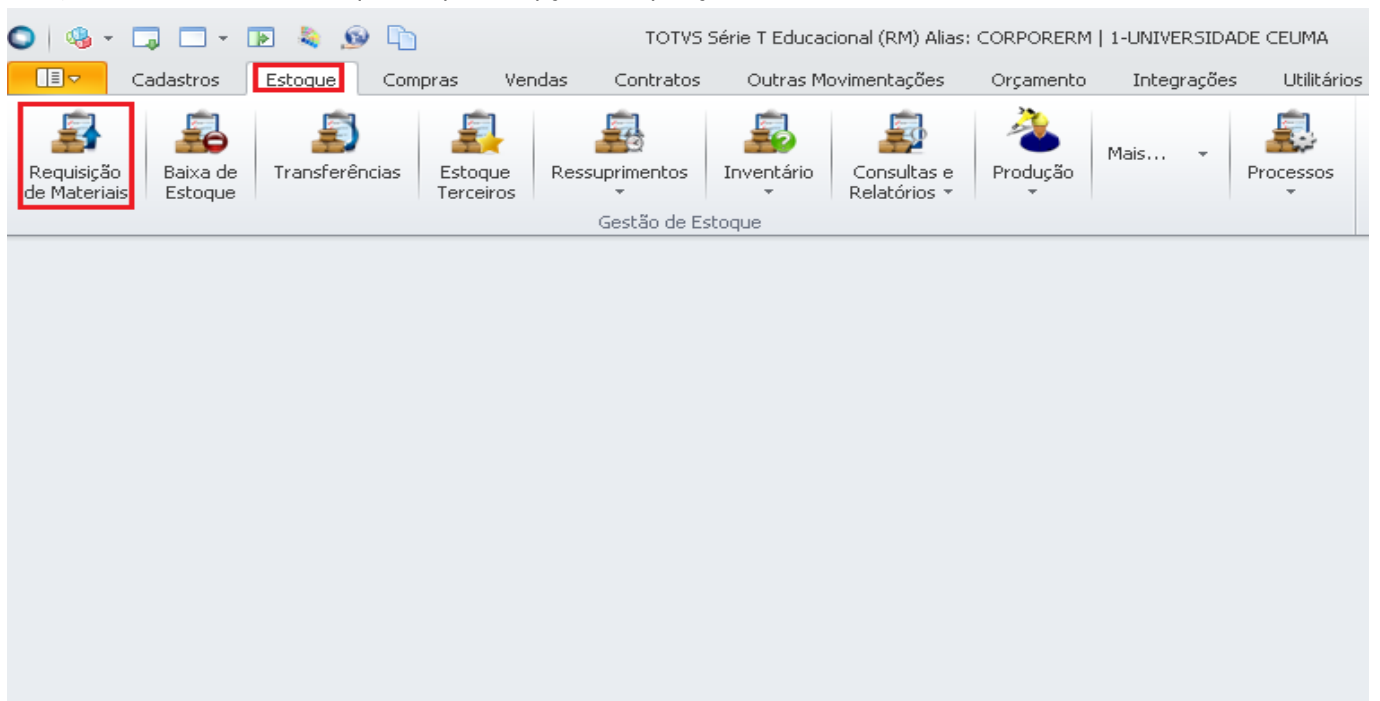 TOTVS Série T Educacional (RM) Alias: CORPORERM | 1-UNIVERSIDADE CEUMA
Cadastros Estoque Compras Vendas Contratos Outras Movimentações Orçamento Integrações Utilitários
Requisição de Materiais
Baixa de Estoque
Transferências
Estoque Terceiros
Ressuprimentos
Inventário
Consultas e Relatórios
Produção
Mais...
Processos
Gestão de Estoque